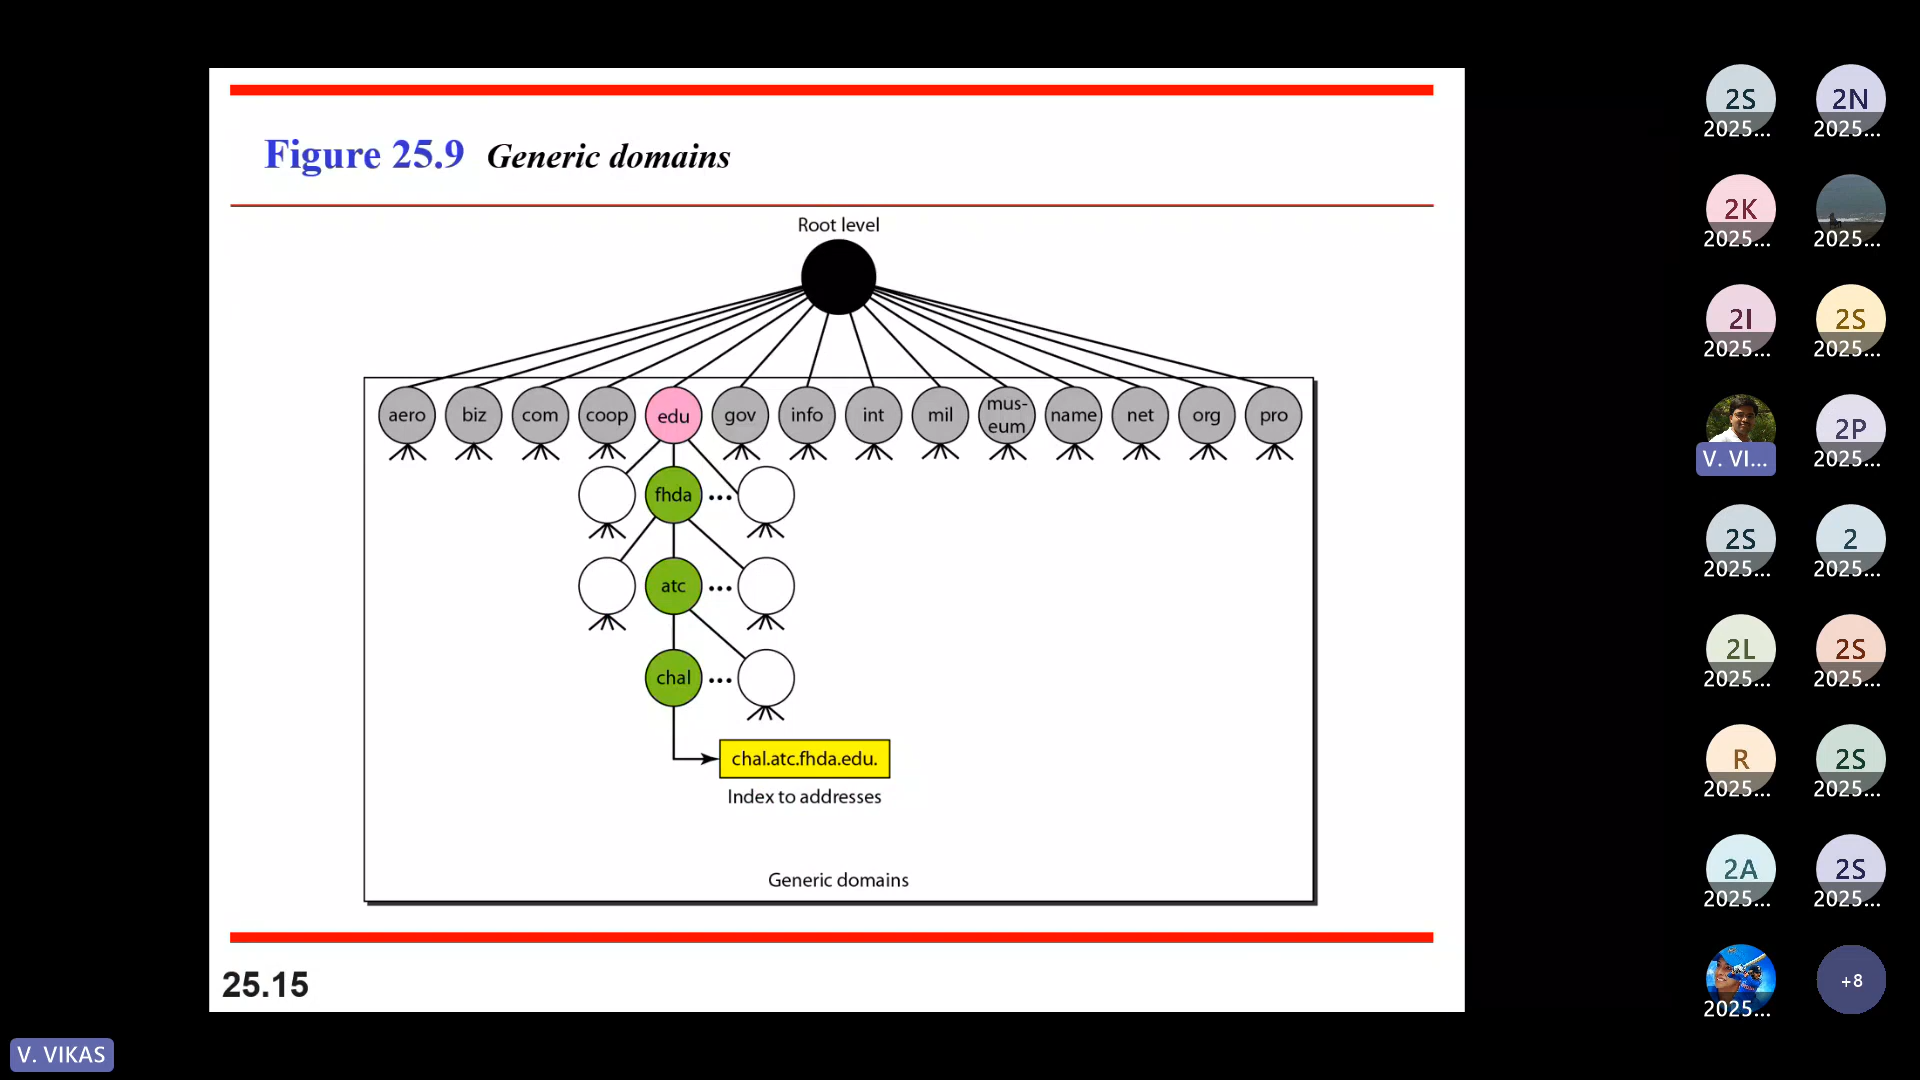 Figure 25.9 Generic domains
Root level
aero biz com coop edu gov info int mil mus-
eum name net org pro
fhda ...
atc ...
chal ...
chal.atc.fhda.edu.
Index to addresses
Generic domains
25.15
V. VIKAS
2S 2N
2025... 2025...
2K
2025... 2025...
2I 2S
2025... 2025...
2P
V. VI... 2025...
2S 2
2025... 2025...
2L 2S
2025... 2025...
R 2S
2025... 2025...
2A 2S
2025... 2025...
+8
2025...